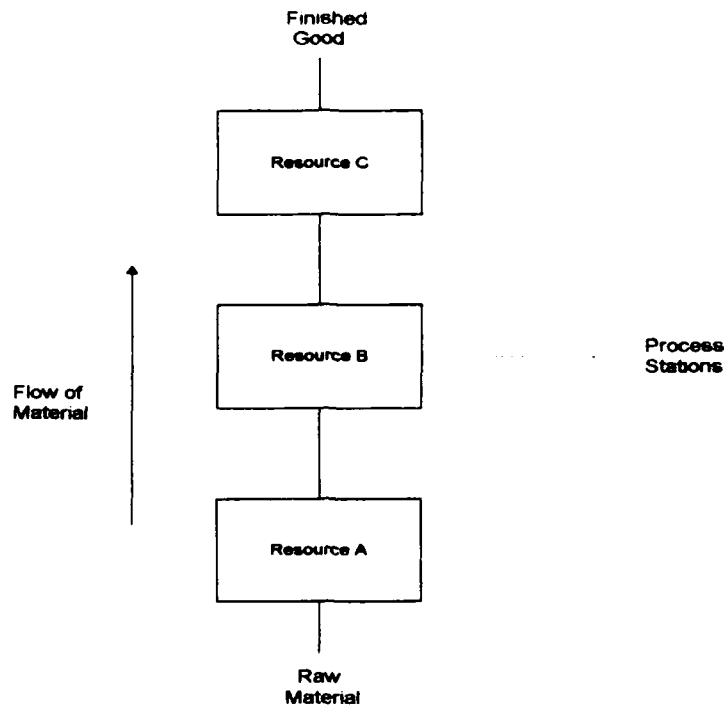 Finished
Good
Resource C
Resource B
Process
Stations
Flow of
Material
Resource A
Raw
Material